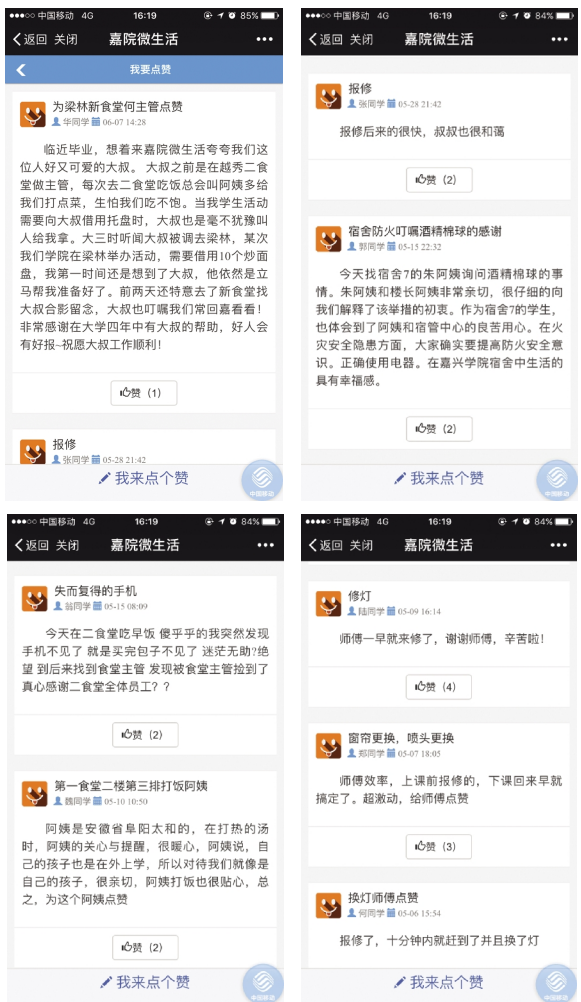 中国移动 4G 16:19 85%
返回 关闭 嘉院微生活
我要点赞
为梁林新食堂何主管点赞
华同学 06-07 14:28
临近毕业，想着来嘉院微生活夸夸我们这
位人好又可爱的大叔。 大叔之前是在越秀二食
堂做主管，每次去二食堂吃饭总会叫阿姨多给
我们打点菜，生怕我们吃不饱。当我学生活动
需要向大叔借用托盘时，大叔也是毫不犹豫叫
人给我拿。大三时听闻大叔被调去梁林，某次
我们学院在梁林举办活动，需要借用10个炒面
盘，我第一时间还是想到了大叔，他依然是立
马帮我准备好了。前两天还特意去了新食堂找
大叔合影留念，大叔也叮嘱我们常回嘉看看！
非常感谢在大学四年中有大叔的帮助，好人会
有好报~祝愿大叔工作顺利！
赞（1）
报修
张同学 05-28 21:42
我来点个赞
中国移动
中国移动 4G 16:19 84%
返回 关闭 嘉院微生活
报修
张同学 05-28 21:42
报修后来的很快，叔叔也很和蔼
赞（2）
宿舍防火叮嘱酒精棉球的感谢
郭同学 05-15 22:32
今天找宿舍7的朱阿姨询问酒精棉球的事
情。朱阿姨和楼长阿姨非常亲切，很仔细的向
我们解释了该举措的初衷。作为宿舍7的学生，
也体会到了阿姨和宿管中心的良苦用心。在火
灾安全隐患方面，大家确实要提高防火安全意
识。正确使用电器。在嘉兴学院宿舍中生活的
具有幸福感。
赞（2）
我来点个赞
中国移动
中国移动 4G 16:19 84%
返回 关闭 嘉院微生活
失而复得的手机
翁同学 05-15 08:09
今天在二食堂吃早饭 傻乎乎的我突然发现
手机不见了 就是买完包子不见了 迷茫无助?绝
望 到后来找到食堂主管 发现被食堂主管捡到了
真心感谢二食堂全体员工？？
赞（2）
第一食堂二楼第三排打饭阿姨
魏同学 05-10 10:50
阿姨是安徽省阜阳太和的，在打热的汤
时，阿姨的关心与提醒，很暖心，阿姨说，自
己的孩子也是在外上学，所以对待我们就像是
自己的孩子，很亲切，阿姨打饭也很贴心，总
之，为这个阿姨点赞
赞（2）
我来点个赞
中国移动
中国移动 4G 16:19 84%
返回 关闭 嘉院微生活
修灯
陆同学 05-09 16:14
师傅一早就来修了，谢谢师傅，辛苦啦！
赞（4）
窗帘更换，喷头更换
郑同学 05-07 18:05
师傅效率，上课前报修的，下课回来早就
搞定了。超激动，给师傅点赞
赞（3）
换灯师傅点赞
何同学 05-06 15:54
报修了，十分钟内就赶到了并且换了灯
我来点个赞
中国移动